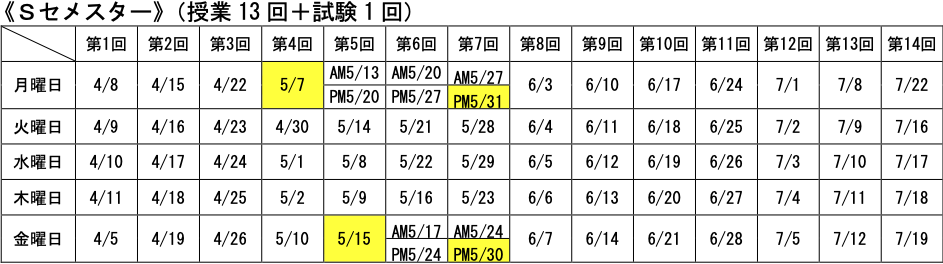 《Ｓセメスター》（授業 13 回＋試験 1 回）
第1回 第2回 第3回 第4回 第5回 第6回 第7回 第8回 第9回 第10回 第11回 第12回 第13回 第14回
月曜日 4/8 4/15 4/22 5/7 AM5/13 AM5/20 AM5/27 6/3 6/10 6/17 6/24 7/1 7/8 7/22
PM5/20 PM5/27 PM5/31
火曜日 4/9 4/16 4/23 4/30 5/14 5/21 5/28 6/4 6/11 6/18 6/25 7/2 7/9 7/16
水曜日 4/10 4/17 4/24 5/1 5/8 5/22 5/29 6/5 6/12 6/19 6/26 7/3 7/10 7/17
木曜日 4/11 4/18 4/25 5/2 5/9 5/16 5/23 6/6 6/13 6/20 6/27 7/4 7/11 7/18
金曜日 4/5 4/19 4/26 5/10 5/15 AM5/17 AM5/24 6/7 6/14 6/21 6/28 7/5 7/12 7/19
PM5/24 PM5/30